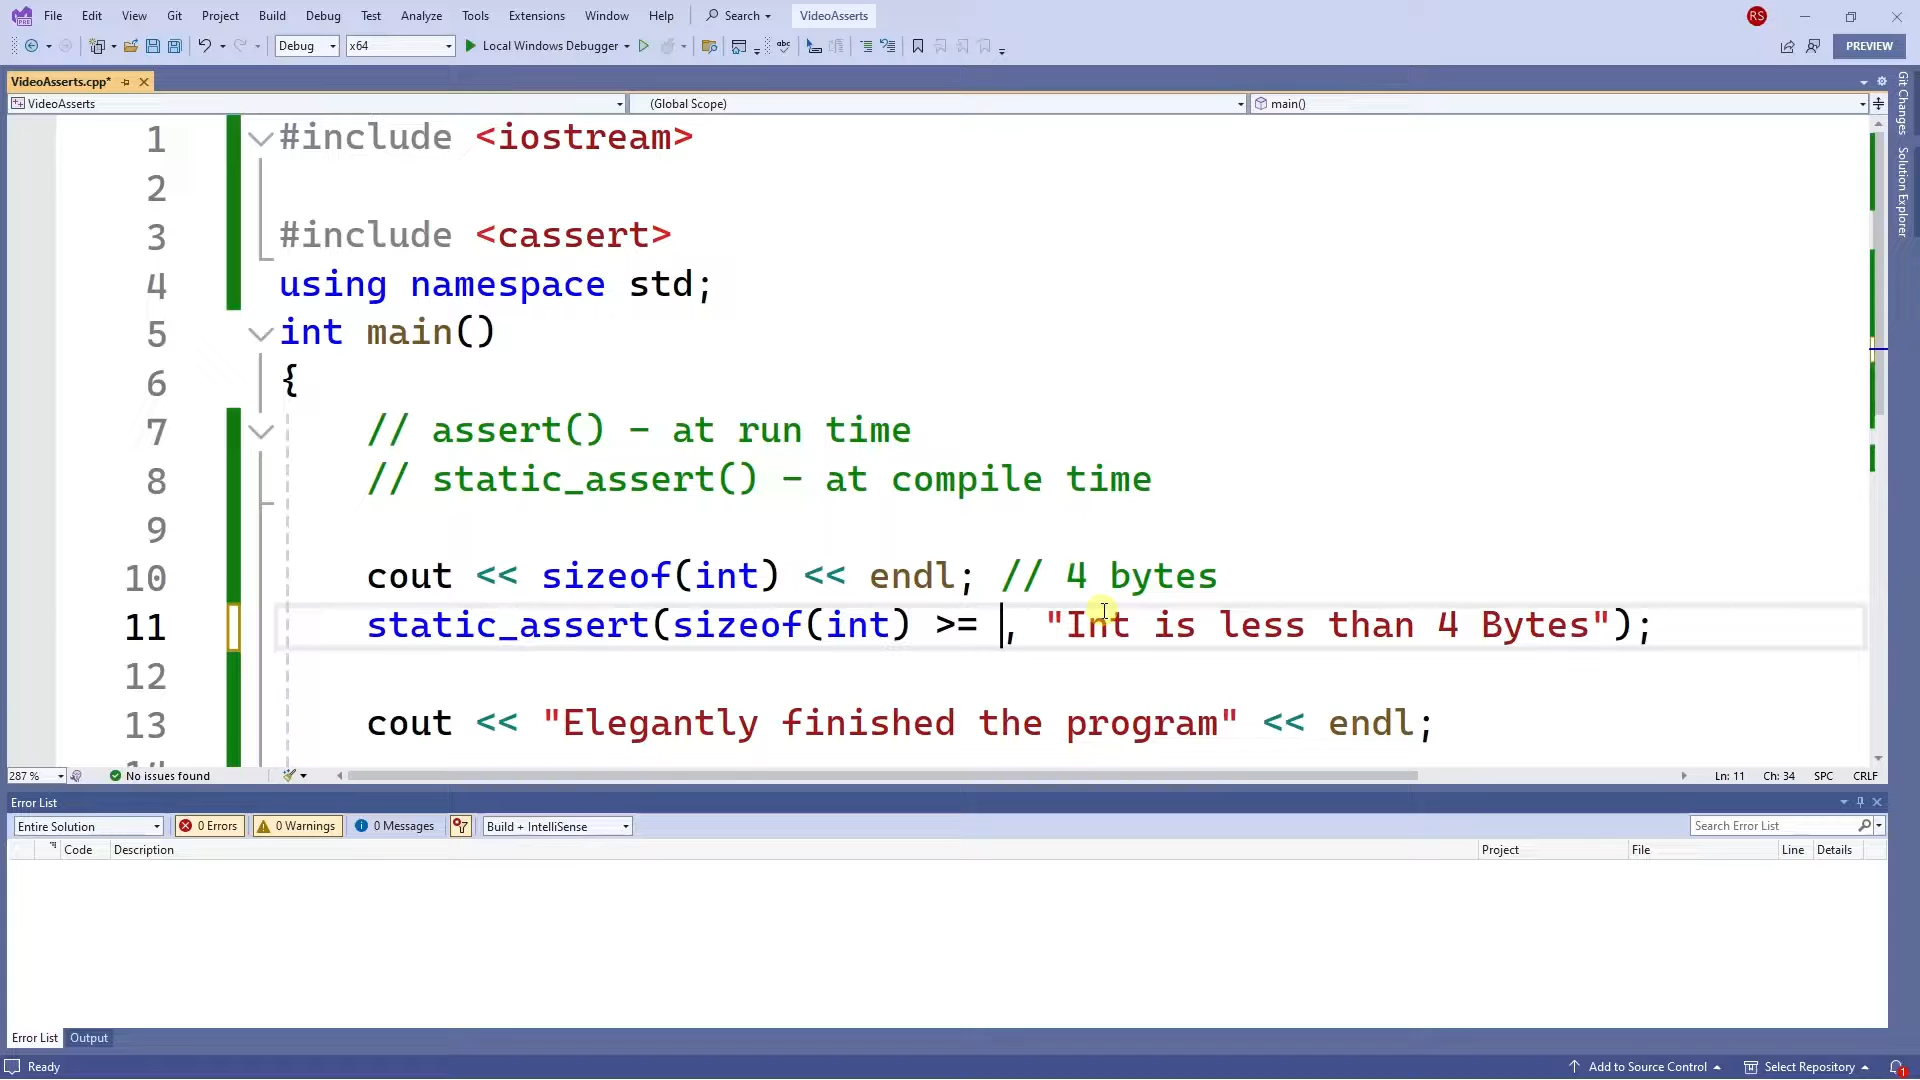 File Edit View Git Project Build Debug Test Analyze Tools Extensions Window Help Search VideoAsserts RS
Debug x64 Local Windows Debugger PREVIEW
VideoAsserts.cpp*
VideoAsserts (Global Scope) main()
1 #include <iostream>
2
3 #include <cassert>
4 using namespace std;
5 int main()
6 {
7 // assert() - at run time
8 // static_assert() - at compile time
9
10 cout << sizeof(int) << endl; // 4 bytes
11 static_assert(sizeof(int) >= , "Int is less than 4 Bytes");
12
13 cout << "Elegantly finished the program" << endl;
287 % No issues found Ln: 11 Ch: 34 SPC CRLF
Error List
Entire Solution 0 Errors 0 Warnings 0 Messages Build + IntelliSense Search Error List
Code Description Project File Line Details
Error List Output
Ready Add to Source Control Select Repository 1
Git Changes
Solution Explorer